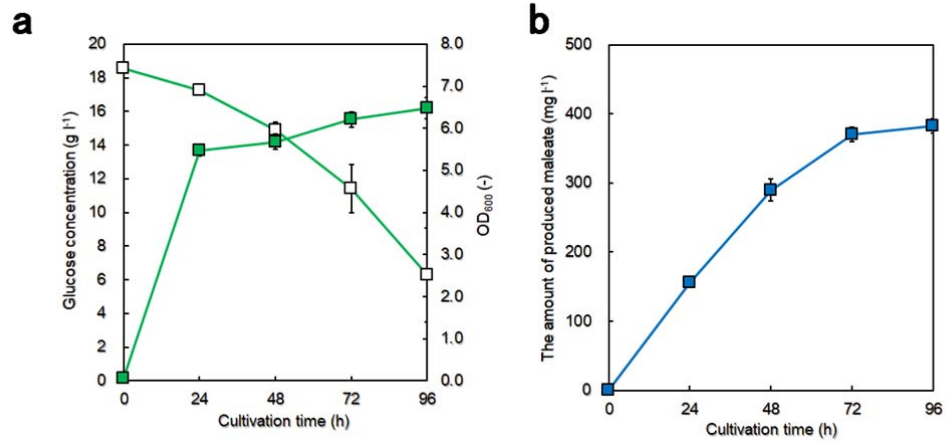 a
20
18
16
14
12
10
8
6
4
2
0
Glucose concentration (g l-1)
8.0
7.0
6.0
5.0
4.0
3.0
2.0
1.0
0.0
OD600 (-)
0 24 48 72 96
Cultivation time (h)
b
500
400
300
200
100
0
The amount of produced maleate (mg l-1)
0 24 48 72 96
Cultivation time (h)